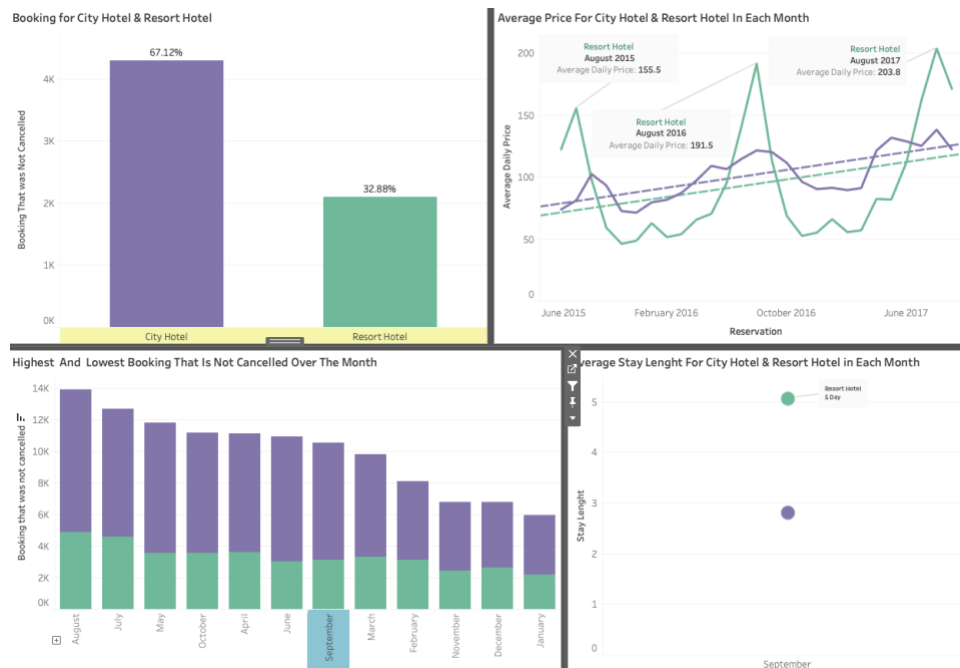 Booking for City Hotel & Resort Hotel
67.12%
32.88%
4K
3K
2K
1K
0K
Booking That was Not Cancelled
City Hotel
Resort Hotel
Average Price For City Hotel & Resort Hotel In Each Month
Resort Hotel
August 2015
Average Daily Price: 155.5
Resort Hotel
August 2016
Average Daily Price: 191.5
Resort Hotel
August 2017
Average Daily Price: 203.8
200
150
100
50
0
Average Daily Price
June 2015
February 2016
October 2016
June 2017
Reservation
Highest And Lowest Booking That Is Not Cancelled Over The Month
14K
12K
10K
8K
6K
4K
2K
0K
Booking that was not cancelled
August
July
May
October
April
June
September
March
February
November
December
January
verage Stay Lenght For City Hotel & Resort Hotel in Each Month
Resort Hotel
5 Day
5
4
3
2
1
0
Stay Lenght
September